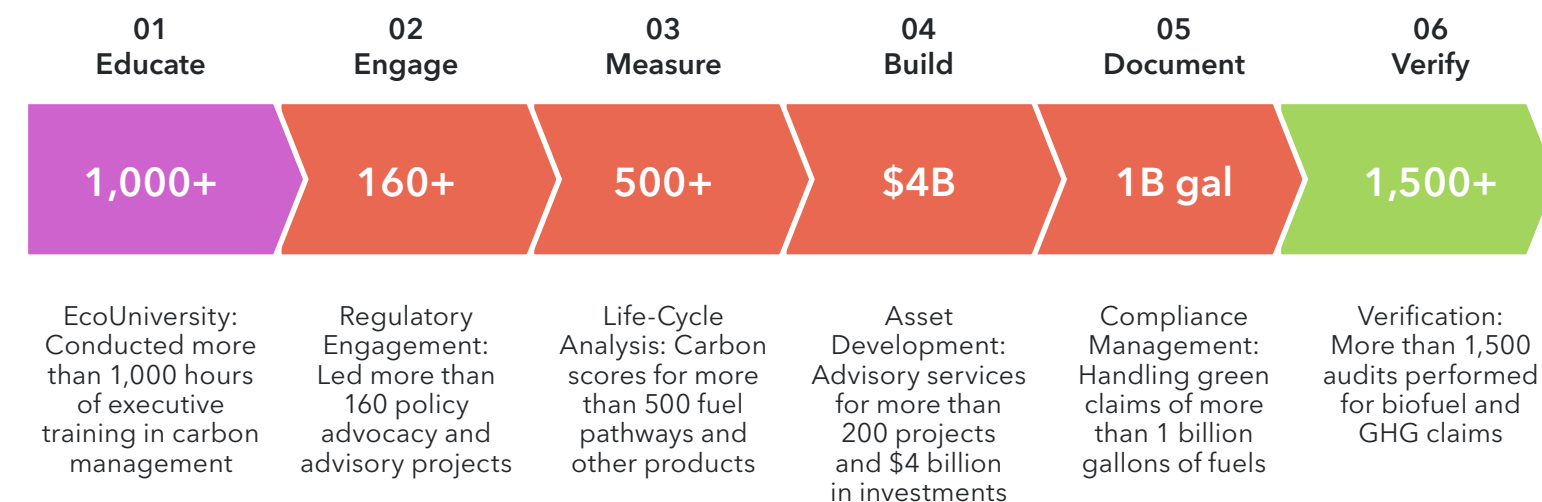 01
Educate
02
Engage
03
Measure
04
Build
05
Document
06
Verify
1,000+
160+
500+
$4B
1B gal
1,500+
EcoUniversity:
Conducted more
than 1,000 hours
of executive
training in carbon
management
Regulatory
Engagement:
Led more than
160 policy
advocacy and
advisory projects
Life-Cycle
Analysis: Carbon
scores for more
than 500 fuel
pathways and
other products
Asset
Development:
Advisory services
for more than
200 projects
and $4 billion
in investments
Compliance
Management:
Handling green
claims of more
than 1 billion
gallons of fuels
Verification:
More than 1,500
audits performed
for biofuel and
GHG claims